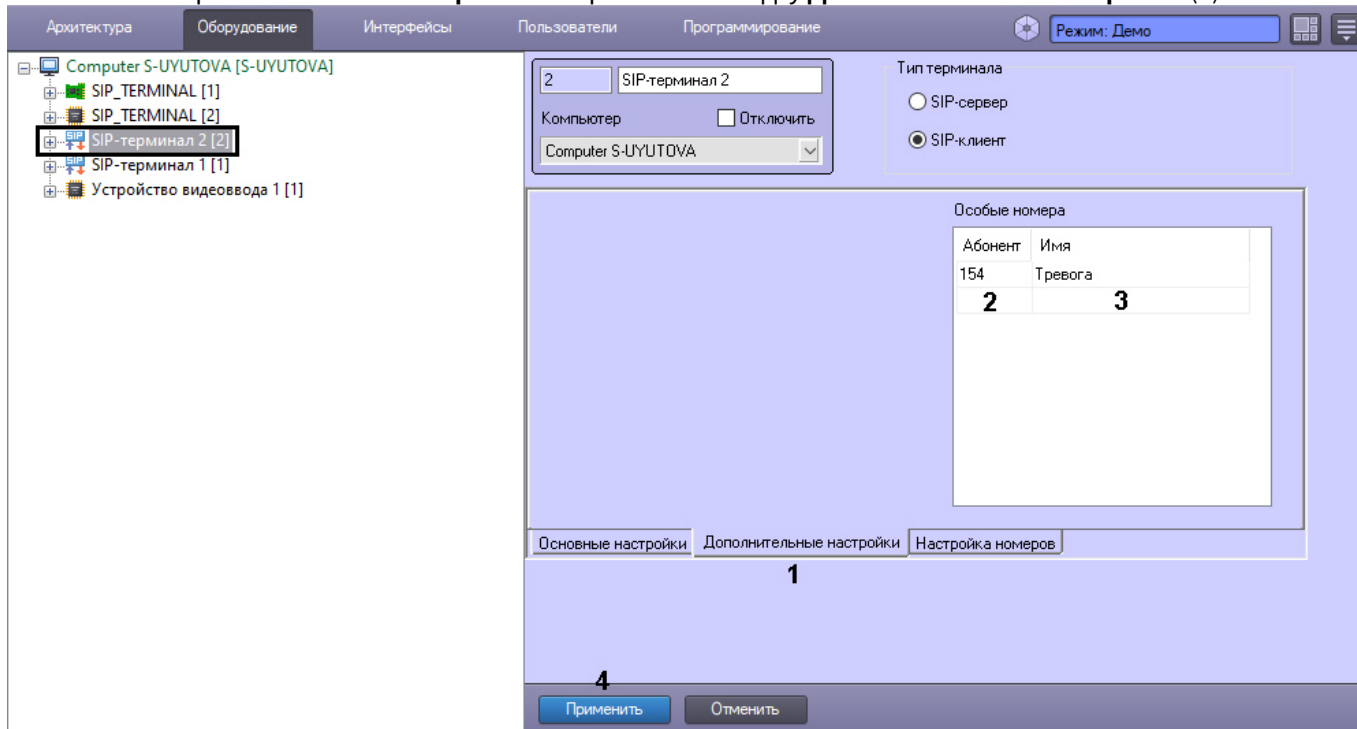 Архитектура Оборудование Интерфейсы Пользователи Программирование Режим: Демо
Computer S-UYUTOVA [S-UYUTOVA]
SIP_TERMINAL [1]
SIP_TERMINAL [2]
SIP-терминал 2 [2]
SIP-терминал 1 [1]
Устройство видеоввода 1 [1]
2 SIP-терминал 2
Компьютер Отключить
Computer S-UYUTOVA
Тип терминала
SIP-сервер
SIP-клиент
Особые номера
Абонент Имя
154 Тревога
2 3
Основные настройки Дополнительные настройки Настройка номеров
1
4
Применить Отменить